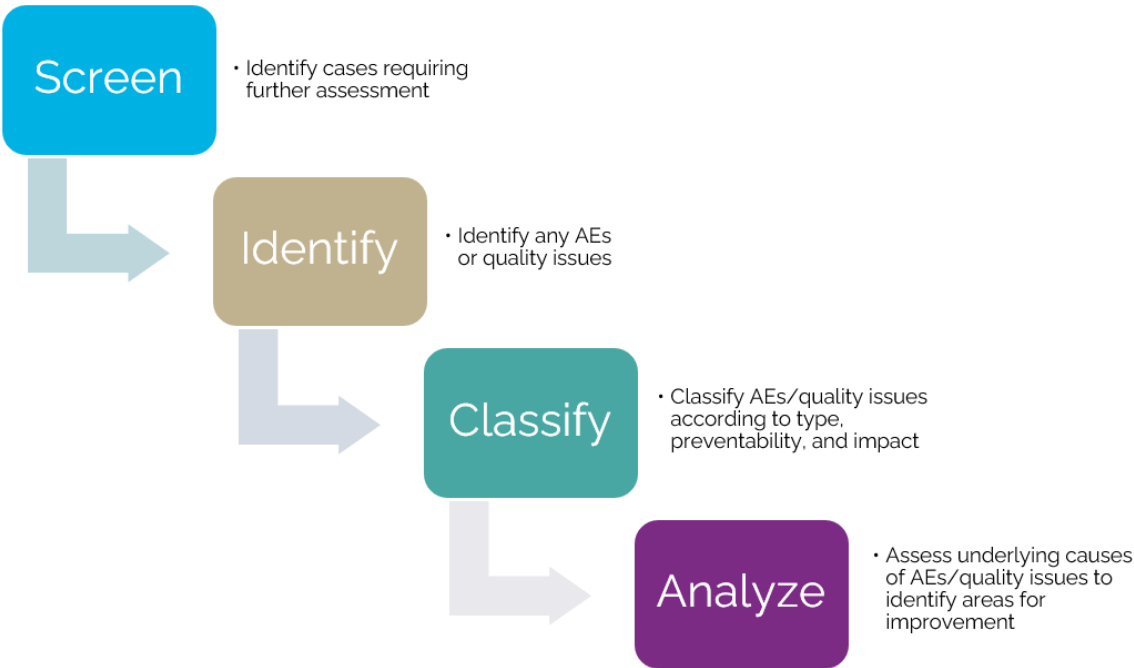 Screen
• Identify cases requiring
further assessment
Identify
• Identify any AEs
or quality issues
Classify
• Classify AEs/quality issues
according to type,
preventability, and impact
Analyze
• Assess underlying causes
of AEs/quality issues to
identify areas for
improvement